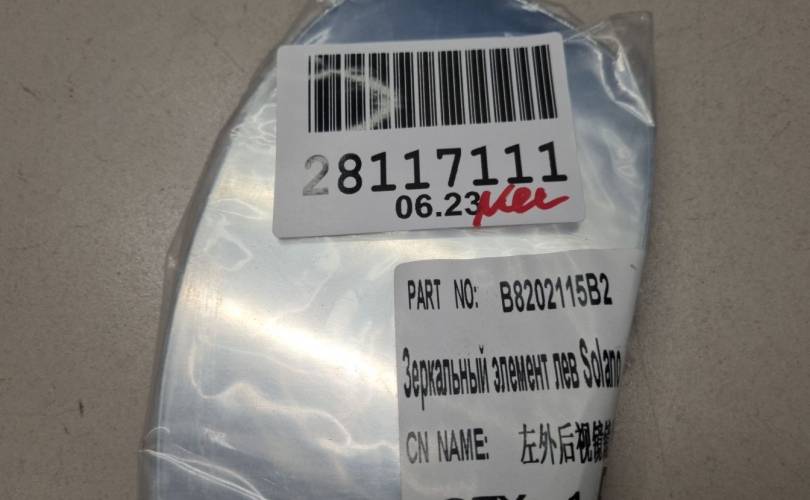 28117111
06.23
PART NO: B8202115B2
Зеркальный элемент лев Solano
CN NAME: 左外后视镜